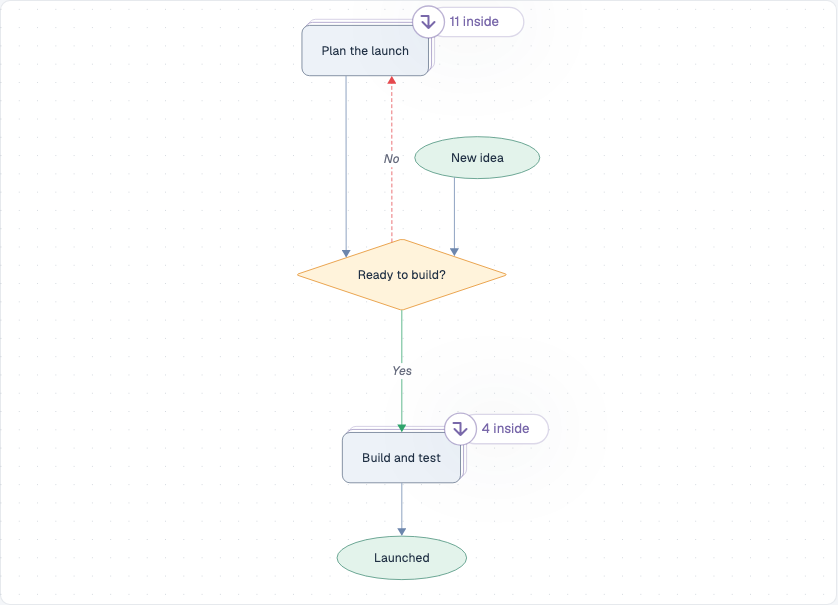 11 inside
Plan the launch
No
New idea
Ready to build?
Yes
4 inside
Build and test
Launched